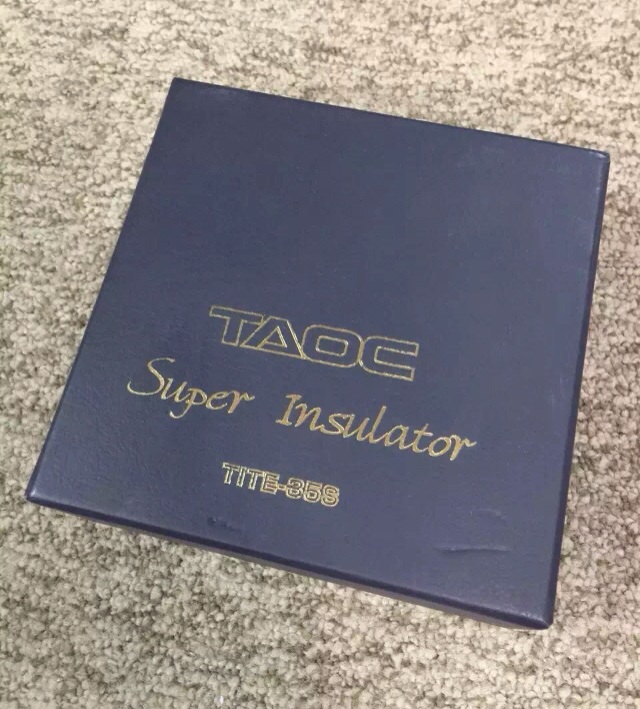 TAOC
Super Insulator
TITE-35S